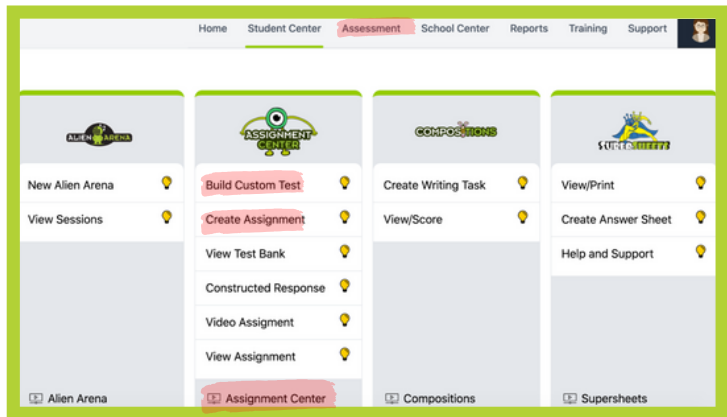 Home Student Center Assessment School Center Reports Training Support
ALIEN ARENA
ASSIGNMENT
CENTER
COMPOSITIONS
SUPERSHEETS
New Alien Arena
View Sessions
Build Custom Test
Create Assignment
View Test Bank
Constructed Response
Video Assigment
View Assignment
Create Writing Task
View/Score
View/Print
Create Answer Sheet
Help and Support
Alien Arena
Assignment Center
Compositions
Supersheets